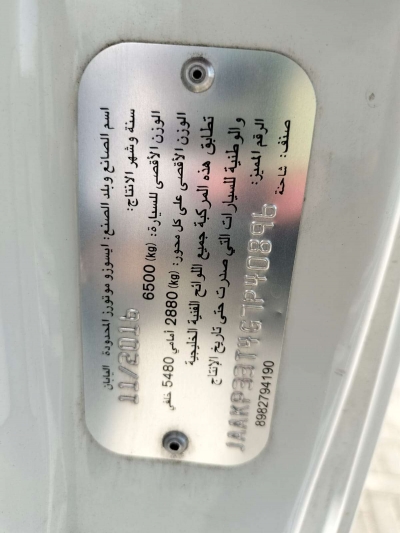 اسم الصانع وبلد الصنع: ايسوزو موتورز المحدودة اليابان
سنة وشهر الإنتاج: 11/2016
الوزن الأقصى للسيارة: 6500 (kg)
الوزن الأقصى على كل محور: 2880 (kg) أمامي 5480 خلفي
تطابق هذه المركبة جميع اللوائح الفنية الخليجية
والوطنية للسيارات التي صدرت حتى تاريخ الإنتاج
الرقم المميز:
صنف: شاحنة
8982794190